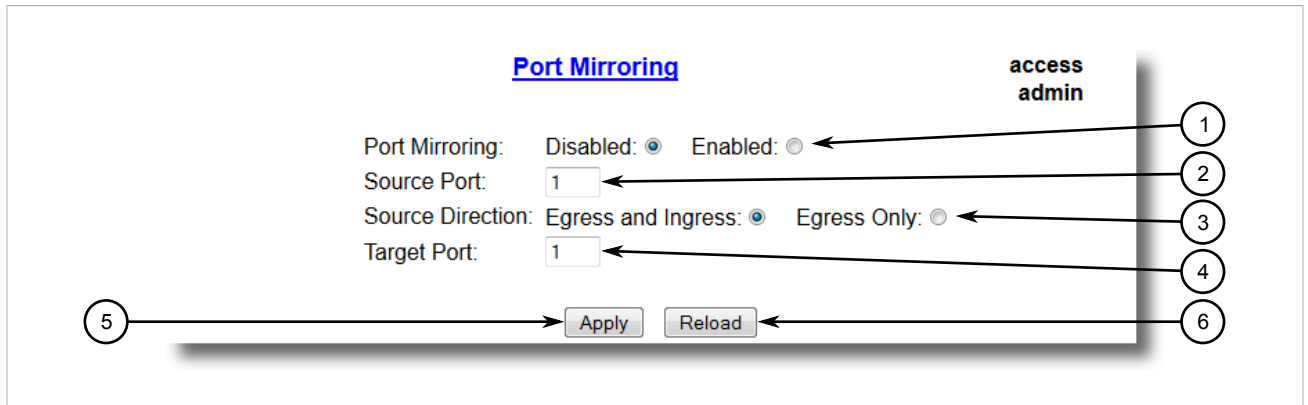 Port Mirroring
access
admin
Port Mirroring: Disabled: Enabled:
Source Port: 1
Source Direction: Egress and Ingress: Egress Only:
Target Port: 1
Apply Reload
1
2
3
4
5
6